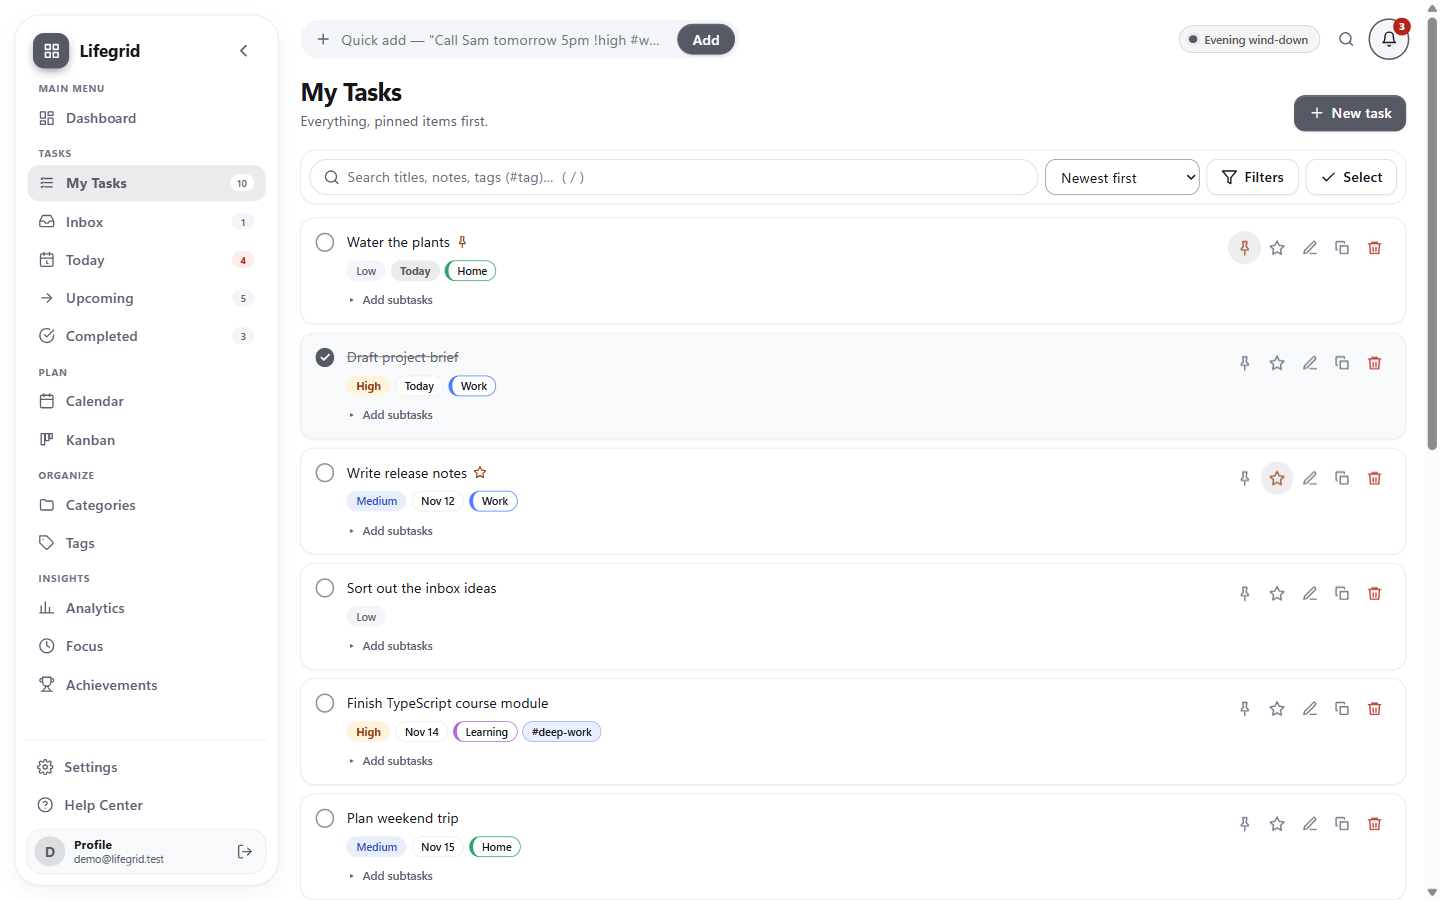 Lifegrid
MAIN MENU
Dashboard
TASKS
My Tasks 10
Inbox 1
Today 4
Upcoming 5
Completed 3
PLAN
Calendar
Kanban
ORGANIZE
Categories
Tags
INSIGHTS
Analytics
Focus
Achievements
Settings
Help Center
D
Profile
demo@lifegrid.test
Quick add — "Call Sam tomorrow 5pm !high #w...
Add
Evening wind-down
3
My Tasks
Everything, pinned items first.
New task
Search titles, notes, tags (#tag)... ( / )
Newest first
Filters
Select
Water the plants
Low Today Home
Add subtasks
Draft project brief
High Today Work
Add subtasks
Write release notes
Medium Nov 12 Work
Add subtasks
Sort out the inbox ideas
Low
Add subtasks
Finish TypeScript course module
High Nov 14 Learning #deep-work
Add subtasks
Plan weekend trip
Medium Nov 15 Home
Add subtasks